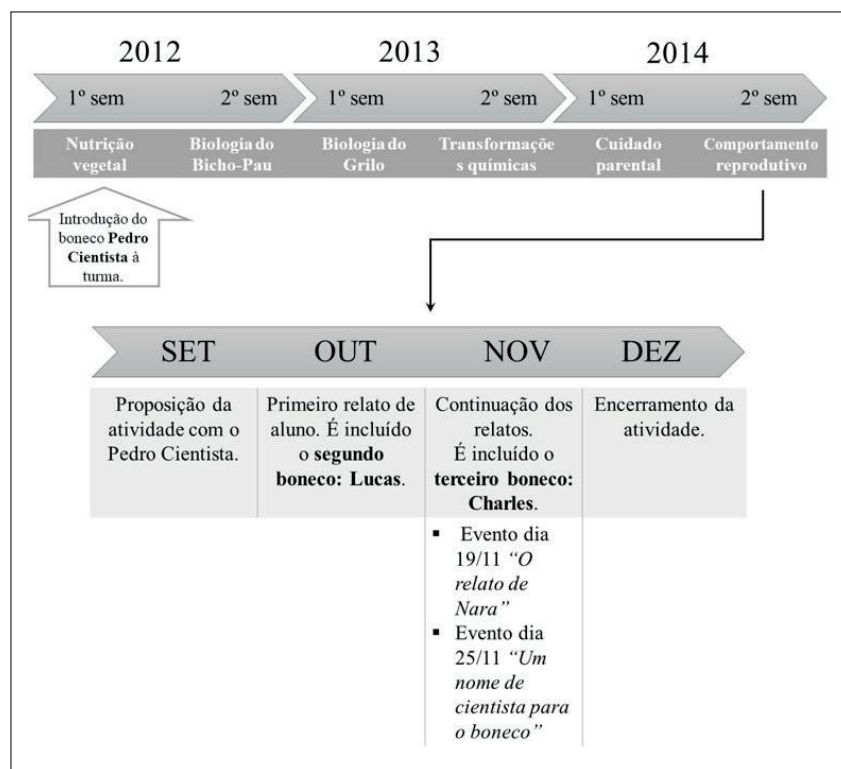 2012 2013 2014
1º sem 2º sem 1º sem 2º sem 1º sem 2º sem
Nutrição vegetal
Biologia do Bicho-Pau
Biologia do Grilo
Transformaçõe s químicas
Cuidado parental
Comportamento reprodutivo
Introdução do
boneco Pedro
Cientista à
turma.
SET OUT NOV DEZ
Proposição da
atividade com o
Pedro Cientista.
Primeiro relato de
aluno. É incluído
o segundo
boneco: Lucas.
Continuação dos
relatos.
É incluído o
terceiro boneco:
Charles.
▪ Evento dia
19/11 “O
relato de
Nara”
▪ Evento dia
25/11 “Um
nome de
cientista para
o boneco”
Encerramento da
atividade.